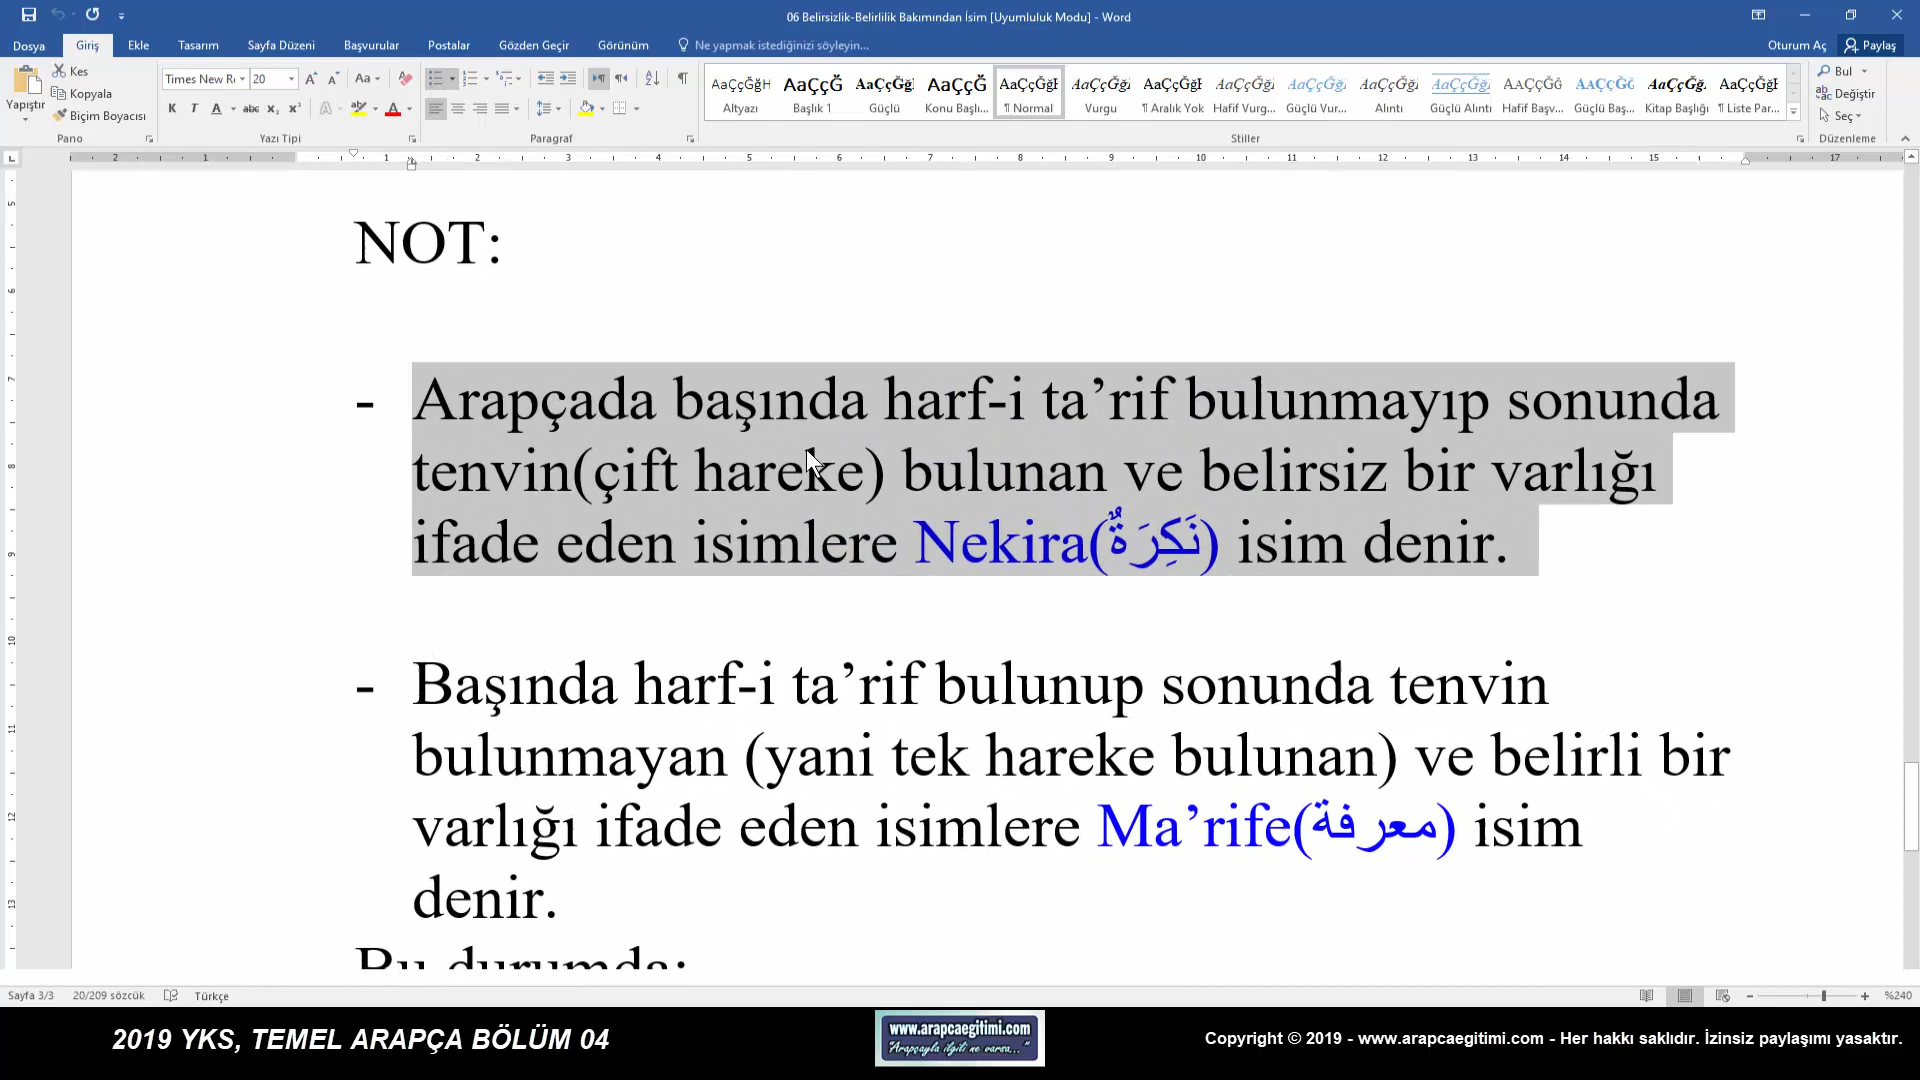 06 Belirsizlik-Belirlilik Bakımından İsim [Uyumluluk Modu] - Word
Dosya Giriş Ekle Tasarım Sayfa Düzeni Başvurular Postalar Gözden Geçir Görünüm Ne yapmak istediğinizi söyleyin... Oturum Aç Paylaş
Yapıştır
Kes
Kopyala
Biçim Boyacısı
Times New R 20
Altyazı Başlık 1 Güçlü Konu Başlı... ¶ Normal Vurgu ¶ Aralık Yok Hafif Vurg... Güçlü Vur... Alıntı Güçlü Alıntı Hafif Başv... Güçlü Baş... Kitap Başlığı ¶ Liste Par...
Bul
Değiştir
Seç
Pano Yazı Tipi Paragraf Stiller Düzenleme
NOT:
- Arapçada başında harf-i ta’rif bulunmayıp sonunda
tenvin(çift hareke) bulunan ve belirsiz bir varlığı
ifade eden isimlere Nekira(نَكِرَةٌ) isim denir.
- Başında harf-i ta’rif bulunup sonunda tenvin
bulunmayan (yani tek hareke bulunan) ve belirli bir
varlığı ifade eden isimlere Ma’rife(معرفة) isim
denir.
Bu durumda:
Sayfa 3/3 20/209 sözcük Türkçe %240
2019 YKS, TEMEL ARAPÇA BÖLÜM 04
www.arapcaegitimi.com
"Arapçayla ilgili ne varsa..."
Copyright © 2019 - www.arapcaegitimi.com - Her hakkı saklıdır. İzinsiz paylaşımı yasaktır.